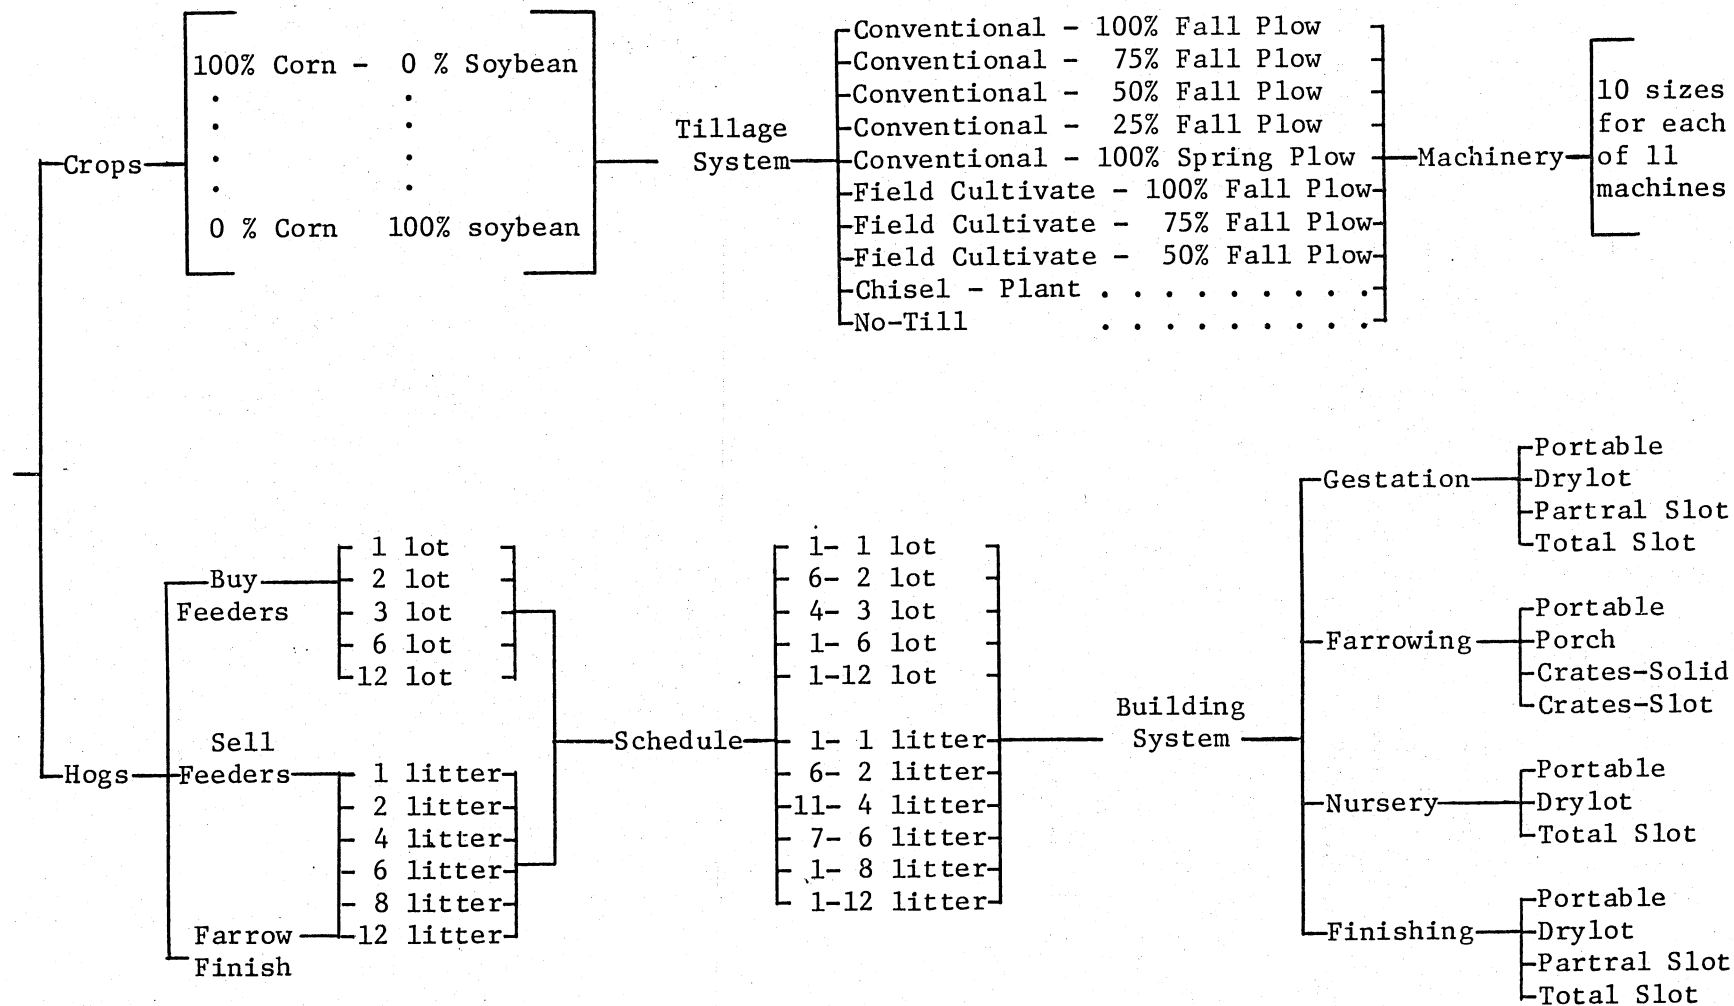 Crops
100% Corn - 0 % Soybean
. .
. .
. .
. .
0 % Corn 100% soybean
Tillage
System
Conventional - 100% Fall Plow
Conventional - 75% Fall Plow
Conventional - 50% Fall Plow
Conventional - 25% Fall Plow
Conventional - 100% Spring Plow
Field Cultivate - 100% Fall Plow
Field Cultivate - 75% Fall Plow
Field Cultivate - 50% Fall Plow
Chisel - Plant . . . . . . . . .
No-Till . . . . . . . . .
Machinery
10 sizes
for each
of 11
machines
Hogs
Buy
Feeders
1 lot
2 lot
3 lot
6 lot
12 lot
Sell
Feeders
Farrow
Finish
1 litter
2 litter
4 litter
6 litter
8 litter
12 litter
Schedule
1- 1 lot
6- 2 lot
4- 3 lot
1- 6 lot
1-12 lot
1- 1 litter
6- 2 litter
11- 4 litter
7- 6 litter
1- 8 litter
1-12 litter
Building
System
Gestation
Portable
Drylot
Partral Slot
Total Slot
Farrowing
Portable
Porch
Crates-Solid
Crates-Slot
Nursery
Portable
Drylot
Total Slot
Finishing
Portable
Drylot
Partral Slot
Total Slot